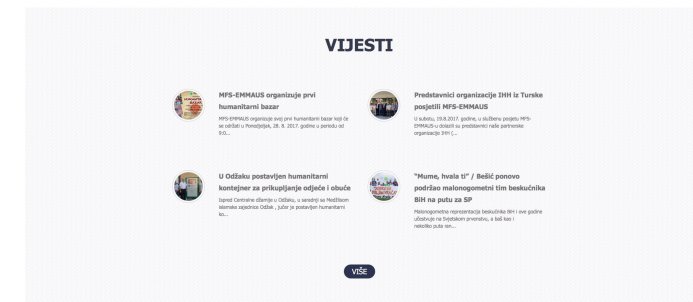 VIJESTI
MFS-EMMAUS organizuje prvi
humanitarni bazar
MFS-EMMAUS organizuje svoj prvi humanitarni bazar koji će
se održati u Ponedjeljak, 28. 8. 2017. godine u periodu od
9:0...
Predstavnici organizacije IHH iz Turske
posjetili MFS-EMMAUS
U subotu, 19.8.2017. godine, u službenu posjetu MFS-
EMMAUS-u dolazili su predstavnici naše partnerske
organizacije IHH (...
U Odžaku postavljen humanitarni
kontejner za prikupljanje odjeće i obuće
Ispred Centralne džamije u Odžaku, u saradnji sa Medžlisom
islamske zajednice Odžak , jučer je postavljen humanitarni
ko...
"Mume, hvala ti" / Bešić ponovo
podržao malonogometni tim beskućnika
BiH na putu za SP
Malonogometna reprezentacija beskućnika BiH i ove godine
učestvuje na Svjetskom prvenstvu, a baš kao i
nekoliko puta ran...
VIŠE